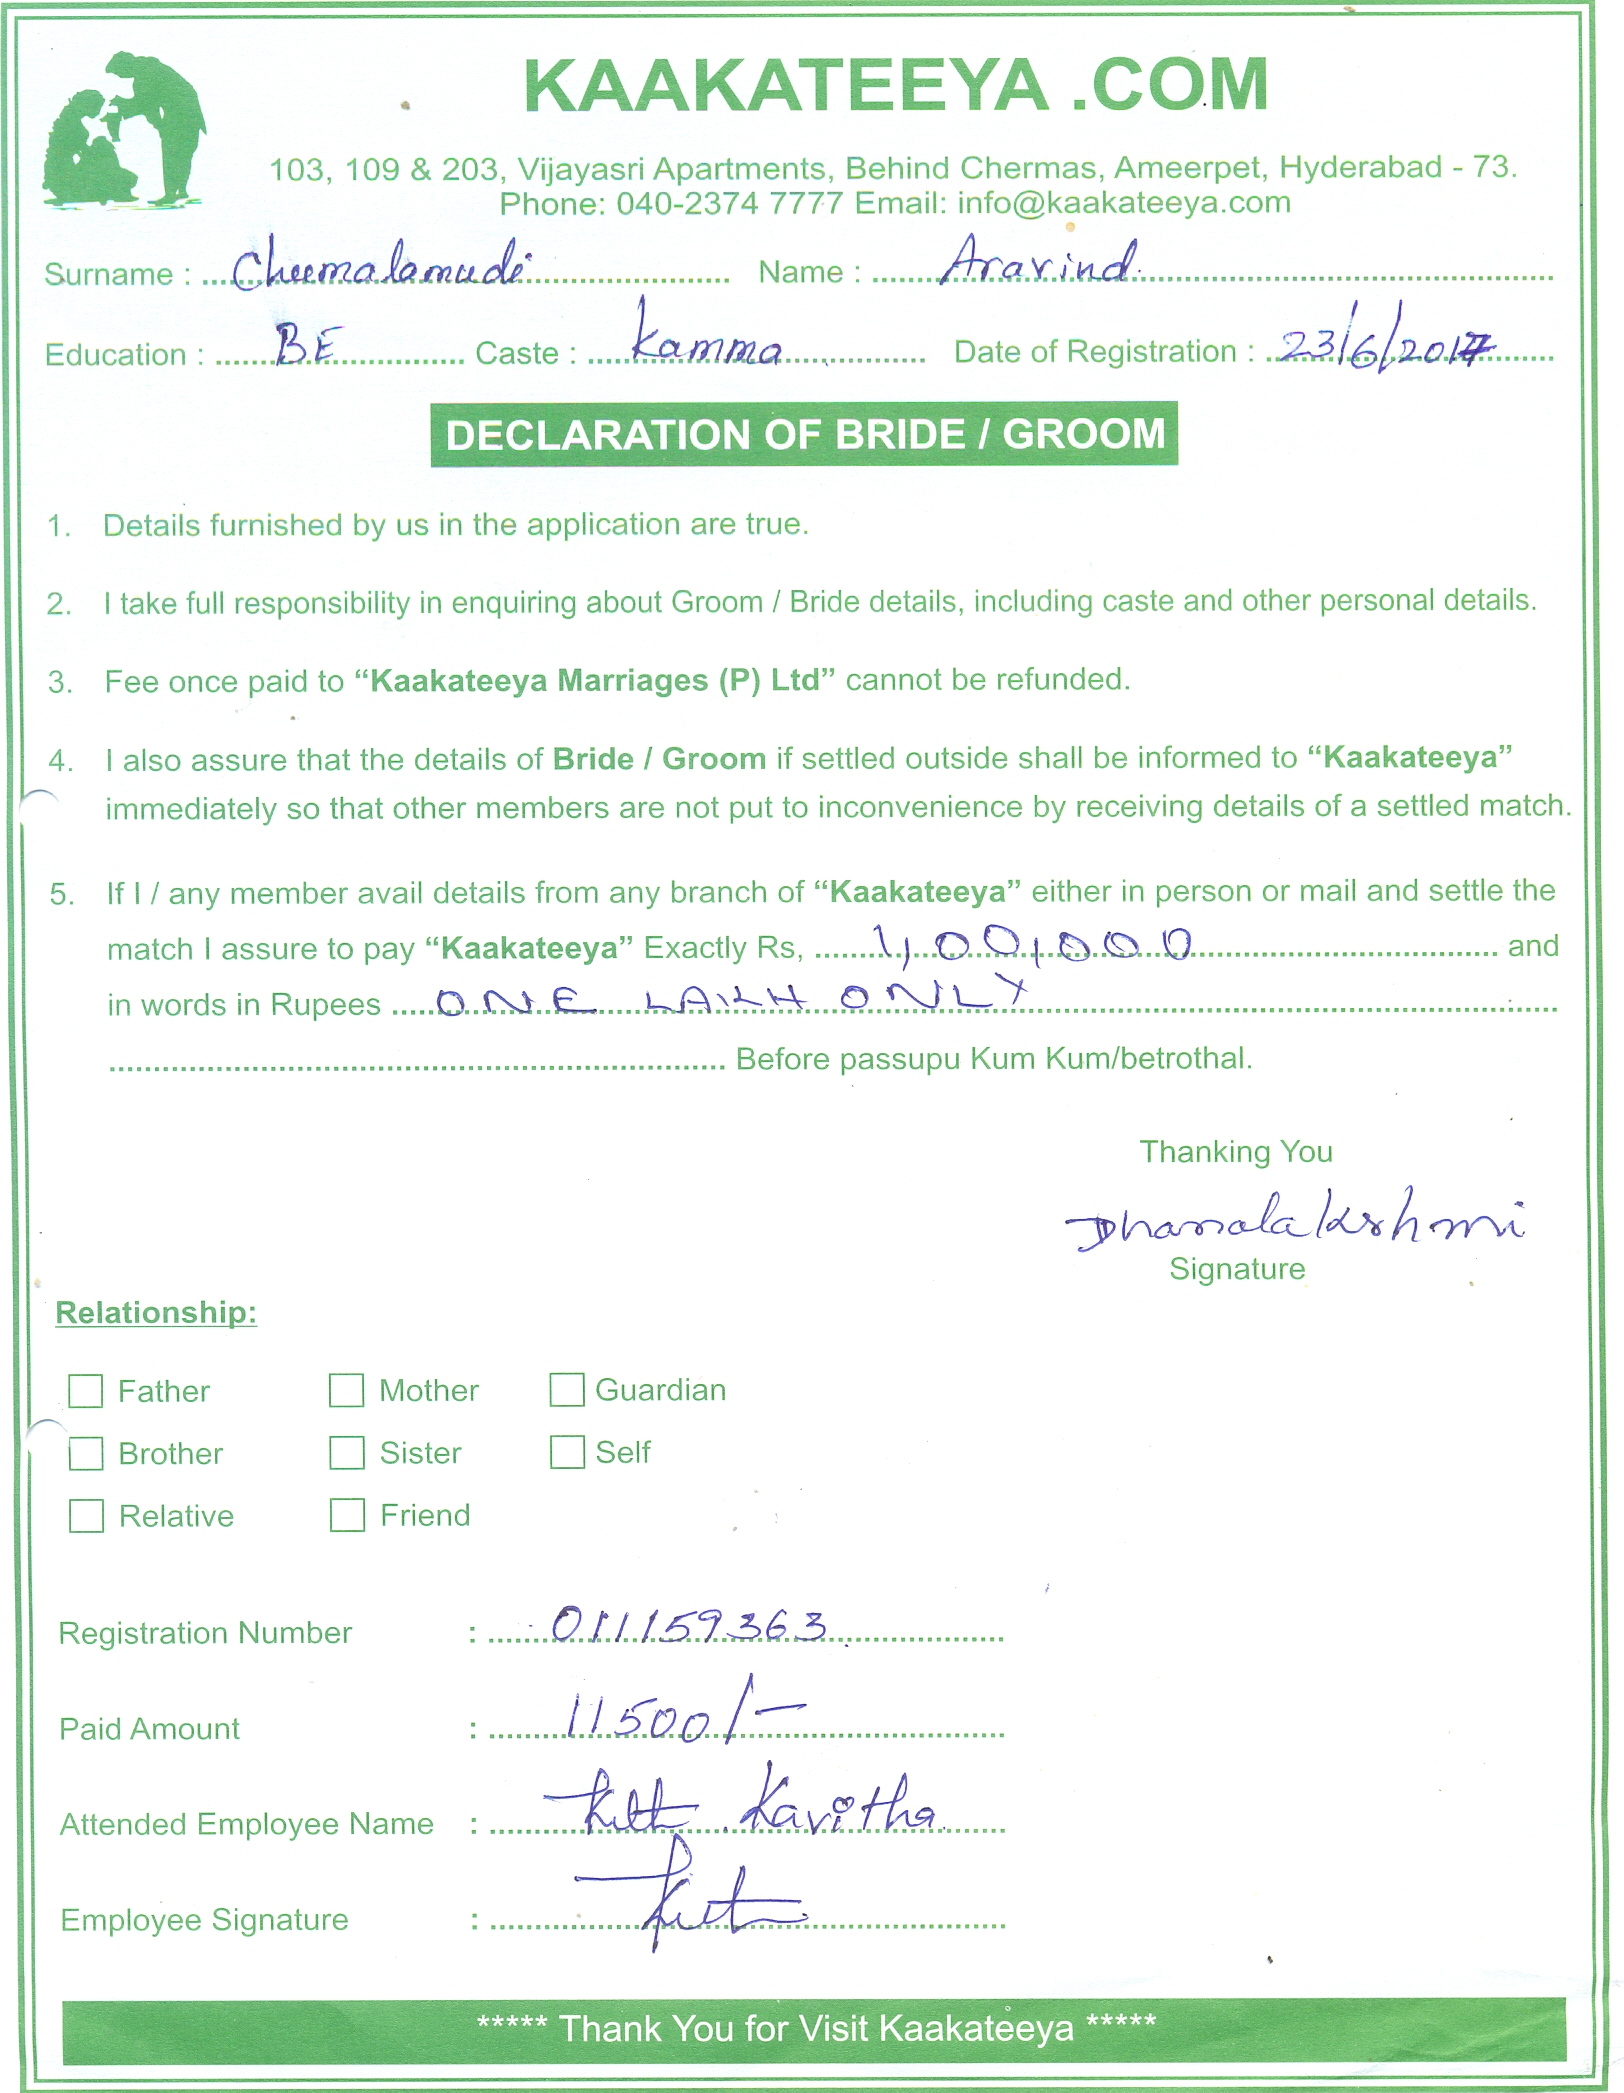 KAAKATEEYA .COM
103, 109 & 203, Vijayasri Apartments, Behind Chermas, Ameerpet, Hyderabad - 73.
Phone: 040-2374 7777 Email: info@kaakateeya.com
Surname : Cheemalamudi Name : Aravind.
Education : BE Caste : Kamma Date of Registration : 23/6/2017
DECLARATION OF BRIDE / GROOM
1. Details furnished by us in the application are true.
2. I take full responsibility in enquiring about Groom / Bride details, including caste and other personal details.
3. Fee once paid to “Kaakateeya Marriages (P) Ltd” cannot be refunded.
4. I also assure that the details of Bride / Groom if settled outside shall be informed to “Kaakateeya”
immediately so that other members are not put to inconvenience by receiving details of a settled match.
5. If I / any member avail details from any branch of “Kaakateeya” either in person or mail and settle the
match I assure to pay “Kaakateeya” Exactly Rs, 1,00,000 and
in words in Rupees ONE LAKH ONLY
Before passupu Kum Kum/betrothal.
Thanking You
Dhanalakshmi
Signature
Relationship:
Father Mother Guardian
Brother Sister Self
Relative Friend
Registration Number : 011159363
Paid Amount : 11500/-
Attended Employee Name : Kavitha
Employee Signature :
***** Thank You for Visit Kaakateeya *****